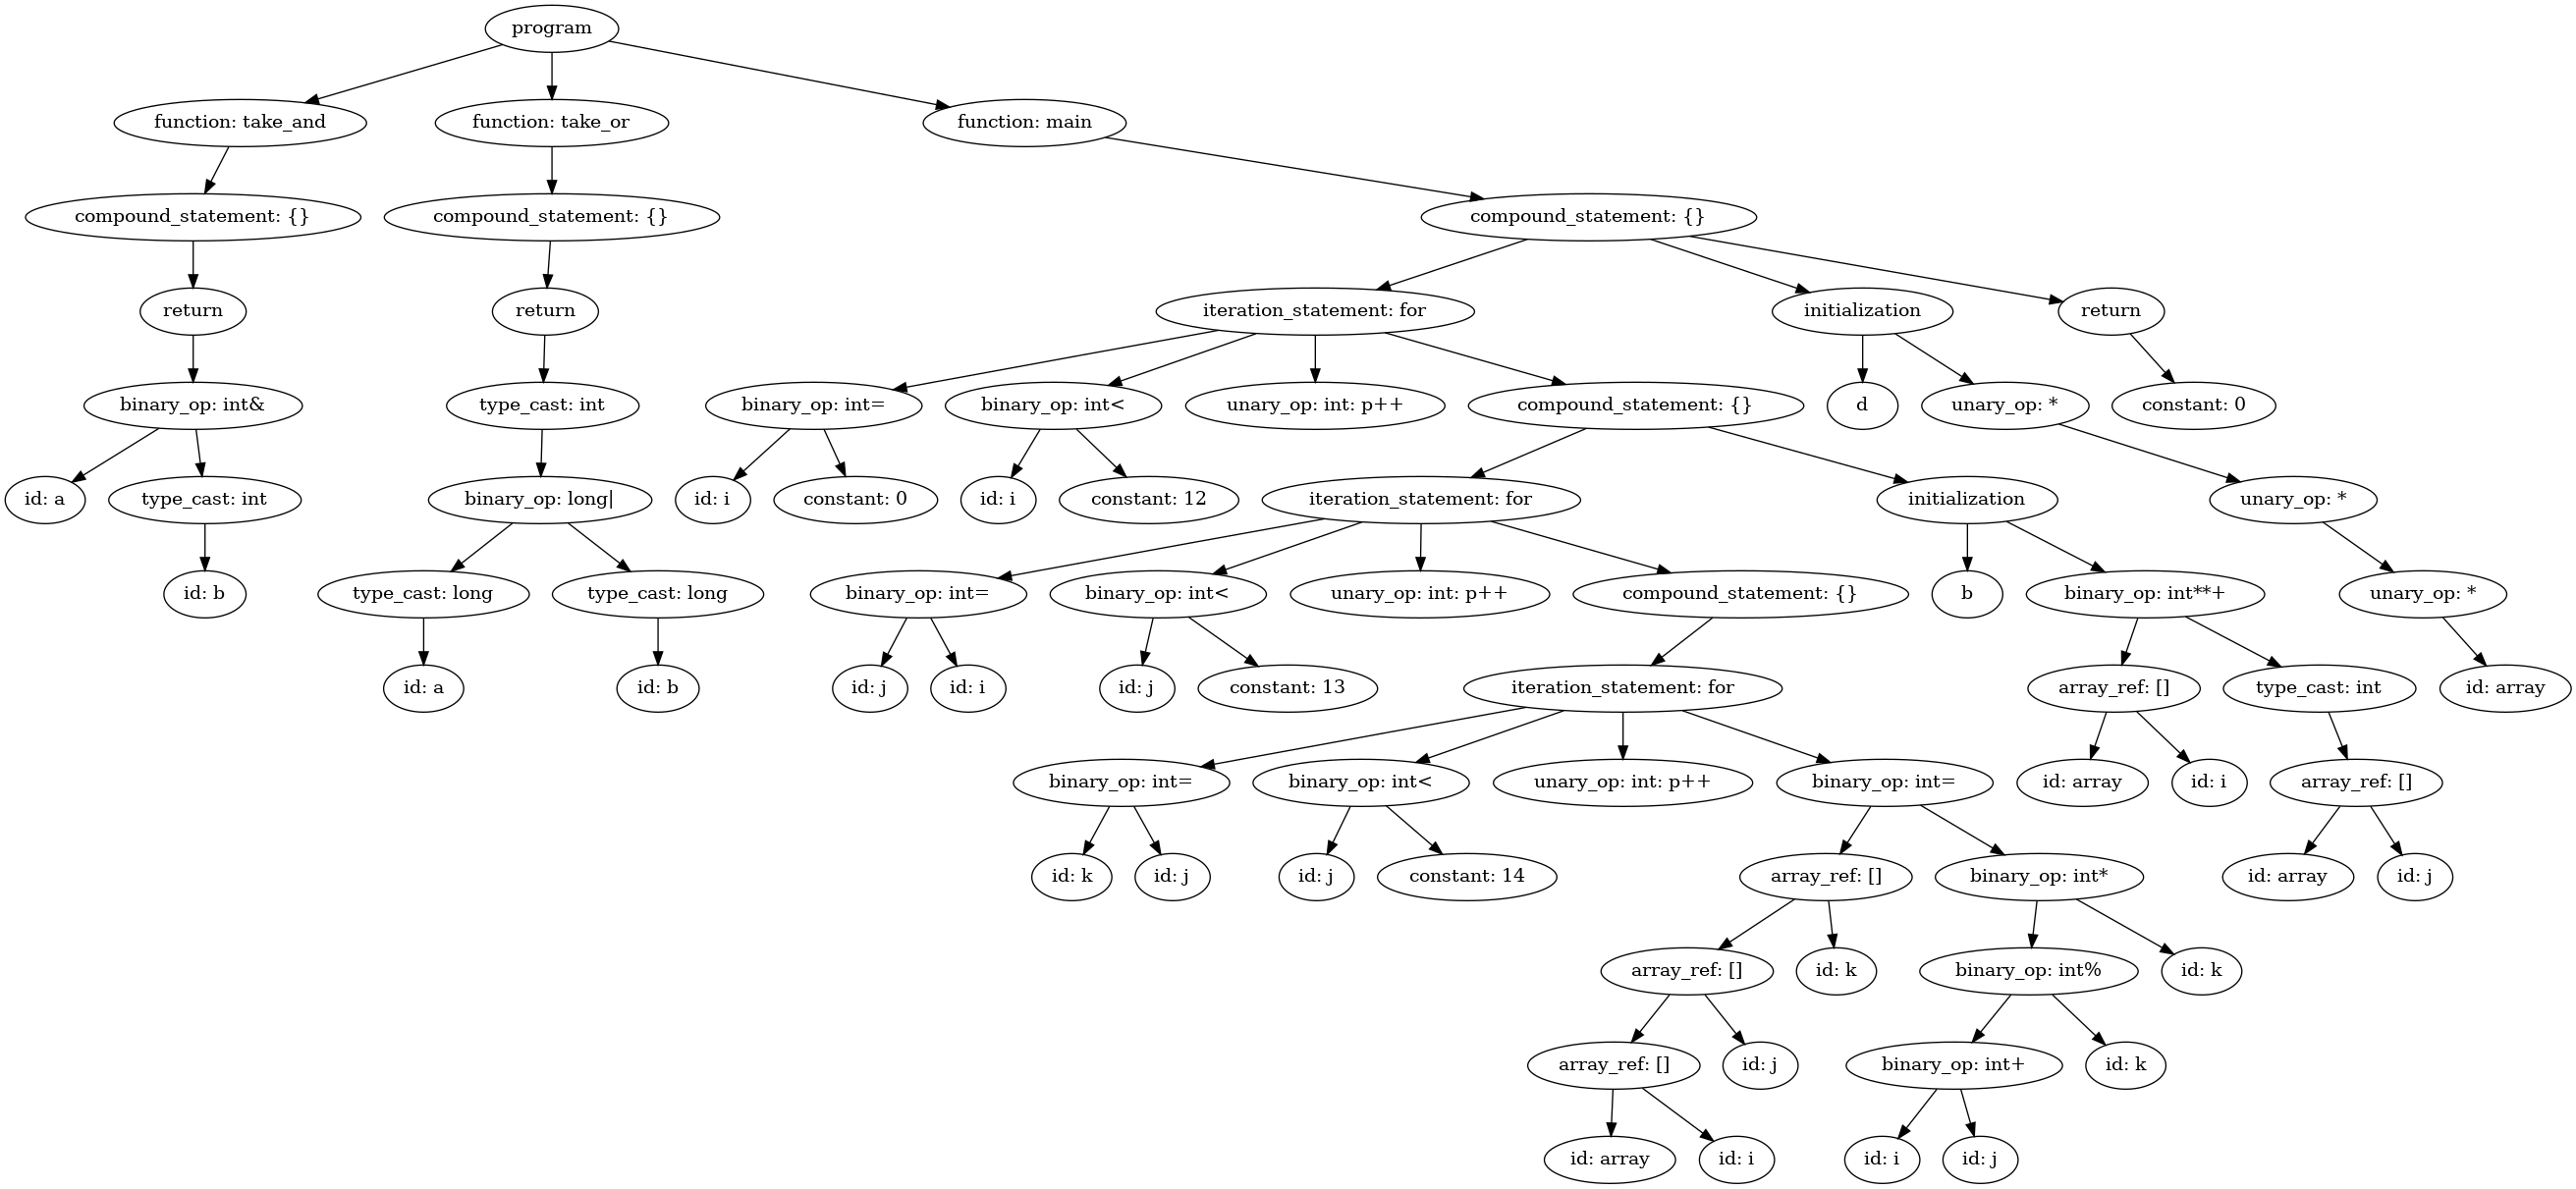 program
function: take_and
function: take_or
function: main
compound_statement: {}
compound_statement: {}
compound_statement: {}
return
return
iteration_statement: for
initialization
return
binary_op: int&
type_cast: int
binary_op: int=
binary_op: int<
unary_op: int: p++
compound_statement: {}
d
unary_op: *
constant: 0
id: a
type_cast: int
binary_op: long|
id: i
constant: 0
id: i
constant: 12
iteration_statement: for
initialization
unary_op: *
id: b
type_cast: long
type_cast: long
binary_op: int=
binary_op: int<
unary_op: int: p++
compound_statement: {}
b
binary_op: int**+
unary_op: *
id: a
id: b
id: j
id: i
id: j
constant: 13
iteration_statement: for
array_ref: []
type_cast: int
id: array
binary_op: int=
binary_op: int<
unary_op: int: p++
binary_op: int=
id: array
id: i
array_ref: []
id: k
id: j
id: j
constant: 14
array_ref: []
binary_op: int*
id: array
id: j
array_ref: []
id: k
binary_op: int%
id: k
array_ref: []
id: j
binary_op: int+
id: k
id: array
id: i
id: i
id: j